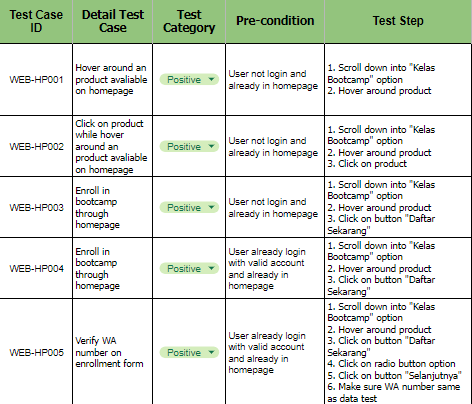 Test Case
ID
Detail Test
Case
Test
Category
Pre-condition
Test Step
WEB-HP001
Hover around an
product avaliable
on homepage
Positive
User not login and
already in homepage
1. Scroll down into "Kelas
Bootcamp" option
2. Hover around product
WEB-HP002
Click on product
while hover
around an
product avaliable
on homepage
Positive
User not login and
already in homepage
1. Scroll down into "Kelas
Bootcamp" option
2. Hover around product
3. Click on product
WEB-HP003
Enroll in
bootcamp
through
homepage
Positive
User not login and
already in homepage
1. Scroll down into "Kelas
Bootcamp" option
2. Hover around product
3. Click on button "Daftar
Sekarang"
WEB-HP004
Enroll in
bootcamp
through
homepage
Positive
User already login
with valid account
and already in
homepage
1. Scroll down into "Kelas
Bootcamp" option
2. Hover around product
3. Click on button "Daftar
Sekarang"
WEB-HP005
Verify WA
number on
enrollment form
Positive
User already login
with valid account
and already in
homepage
1. Scroll down into "Kelas
Bootcamp" option
2. Hover around product
3. Click on button "Daftar
Sekarang"
4. Click on radio button option
5. Click on button "Selanjutnya"
6. Make sure WA number same
as data test